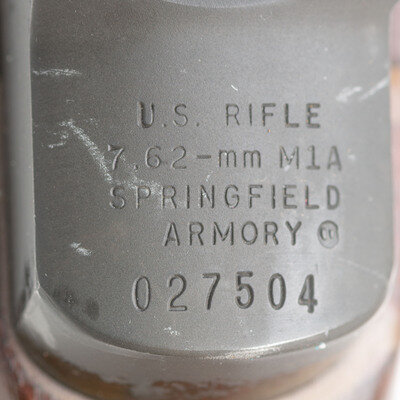 U.S. RIFLE
7.62-mm M1A
SPRINGFIELD
ARMORY ®
027504